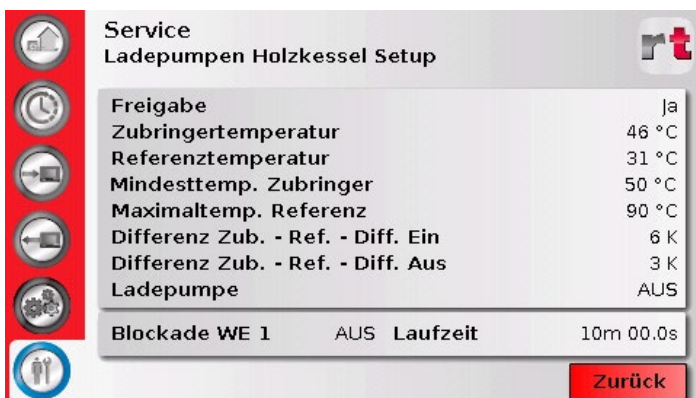 Service
Ladepumpen Holzkessel Setup
rt
Freigabe Ja
Zubringertemperatur 46 °C
Referenztemperatur 31 °C
Mindesttemp. Zubringer 50 °C
Maximaltemp. Referenz 90 °C
Differenz Zub. - Ref. - Diff. Ein 6 K
Differenz Zub. - Ref. - Diff. Aus 3 K
Ladepumpe AUS
Blockade WE 1 AUS Laufzeit 10m 00.0s
Zurück